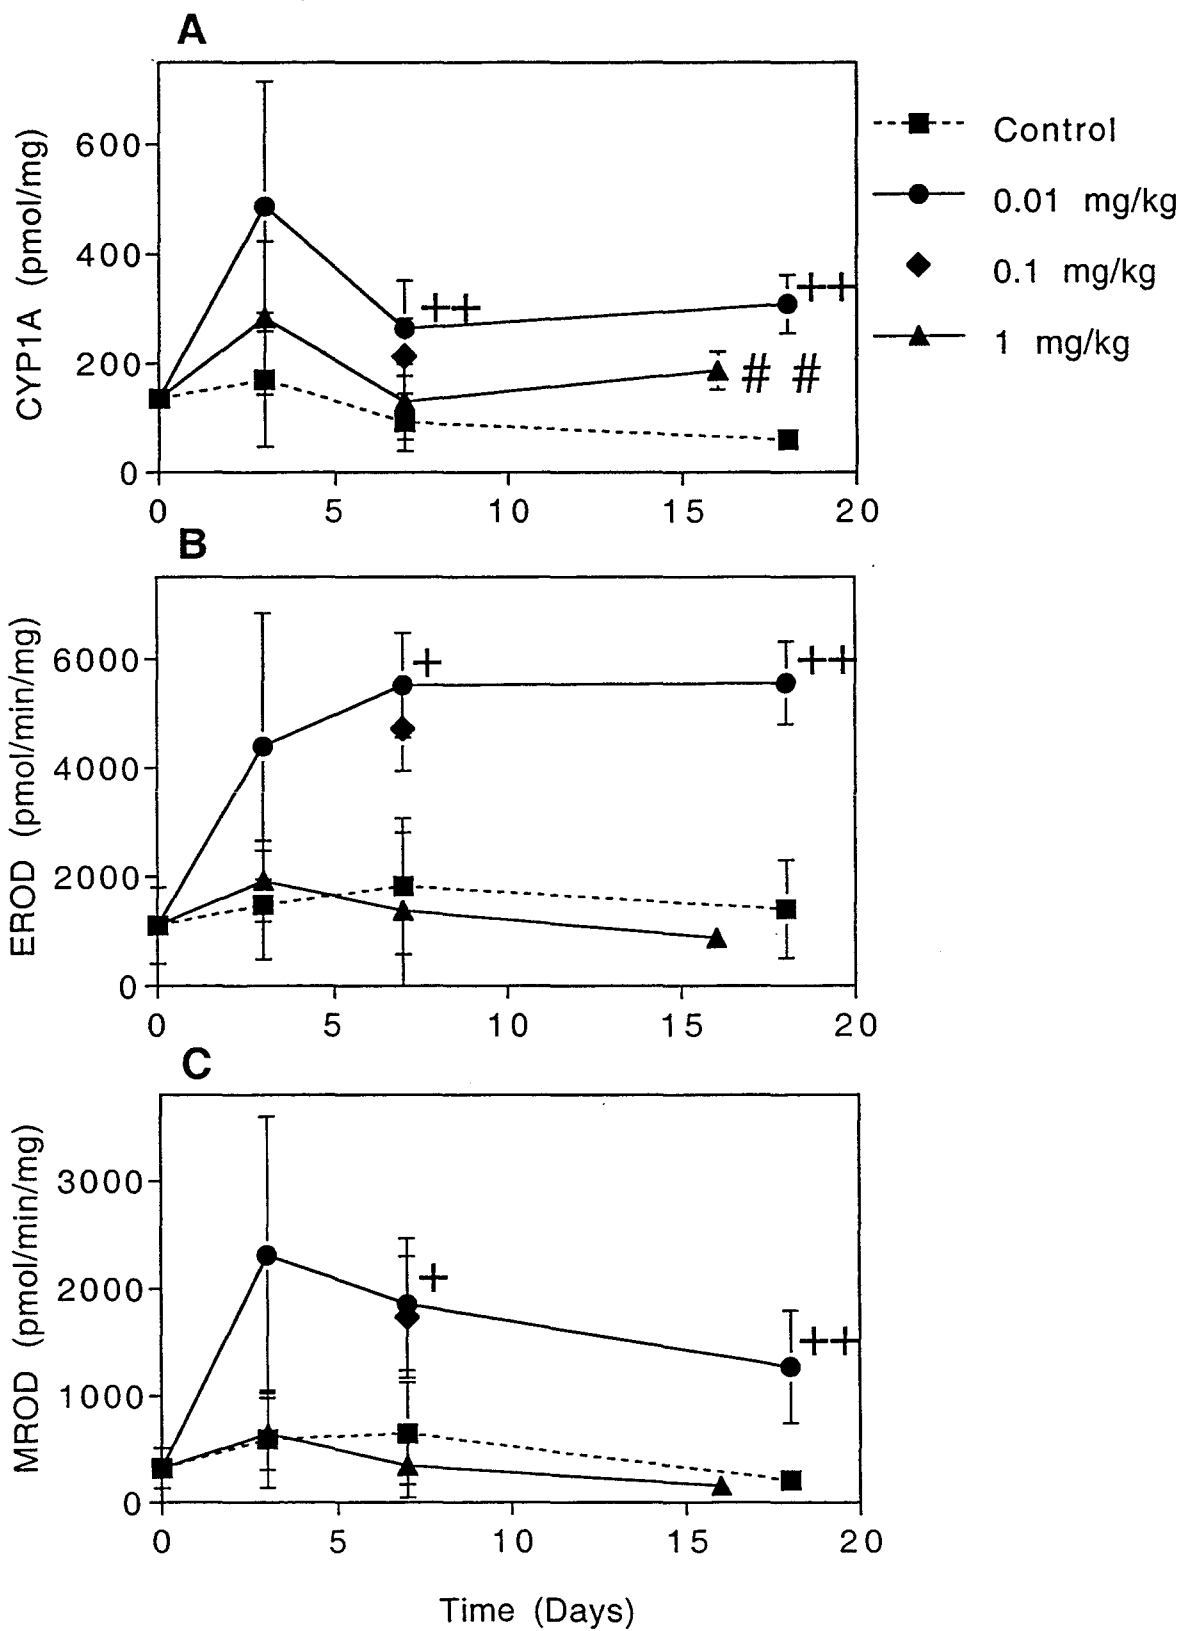 A
CYP1A (pmol/mg)
600
400
200
0
++
++
# #
0 5 10 15 20
Control
0.01 mg/kg
0.1 mg/kg
1 mg/kg
B
EROD (pmol/min/mg)
6000
4000
2000
0
+
++
0 5 10 15 20
C
MROD (pmol/min/mg)
3000
2000
1000
0
+
++
0 5 10 15 20
Time (Days)